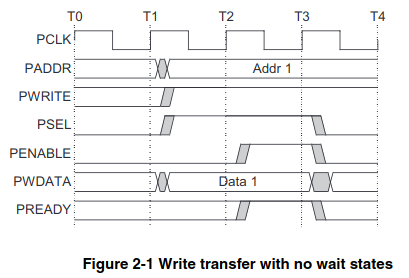 T0 T1 T2 T3 T4
PCLK
PADDR Addr 1
PWRITE
PSEL
PENABLE
PWDATA Data 1
PREADY
Figure 2-1 Write transfer with no wait states